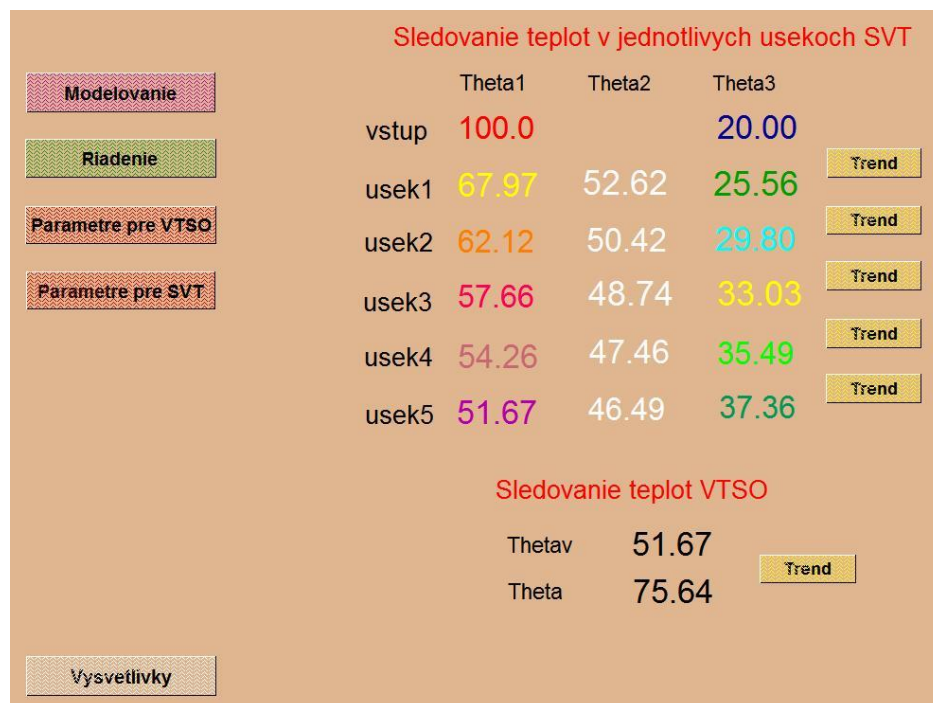 Sledovanie teplot v jednotlivych usekoch SVT
Modelovanie
Riadenie
Parametre pre VTSO
Parametre pre SVT
Theta1 Theta2 Theta3
vstup 100.0 20.00
usek1 67.97 52.62 25.56 Trend
usek2 62.12 50.42 29.80 Trend
usek3 57.66 48.74 33.03 Trend
usek4 54.26 47.46 35.49 Trend
usek5 51.67 46.49 37.36 Trend
Sledovanie teplot VTSO
Thetav 51.67
Theta 75.64
Trend
Vysvetlivky